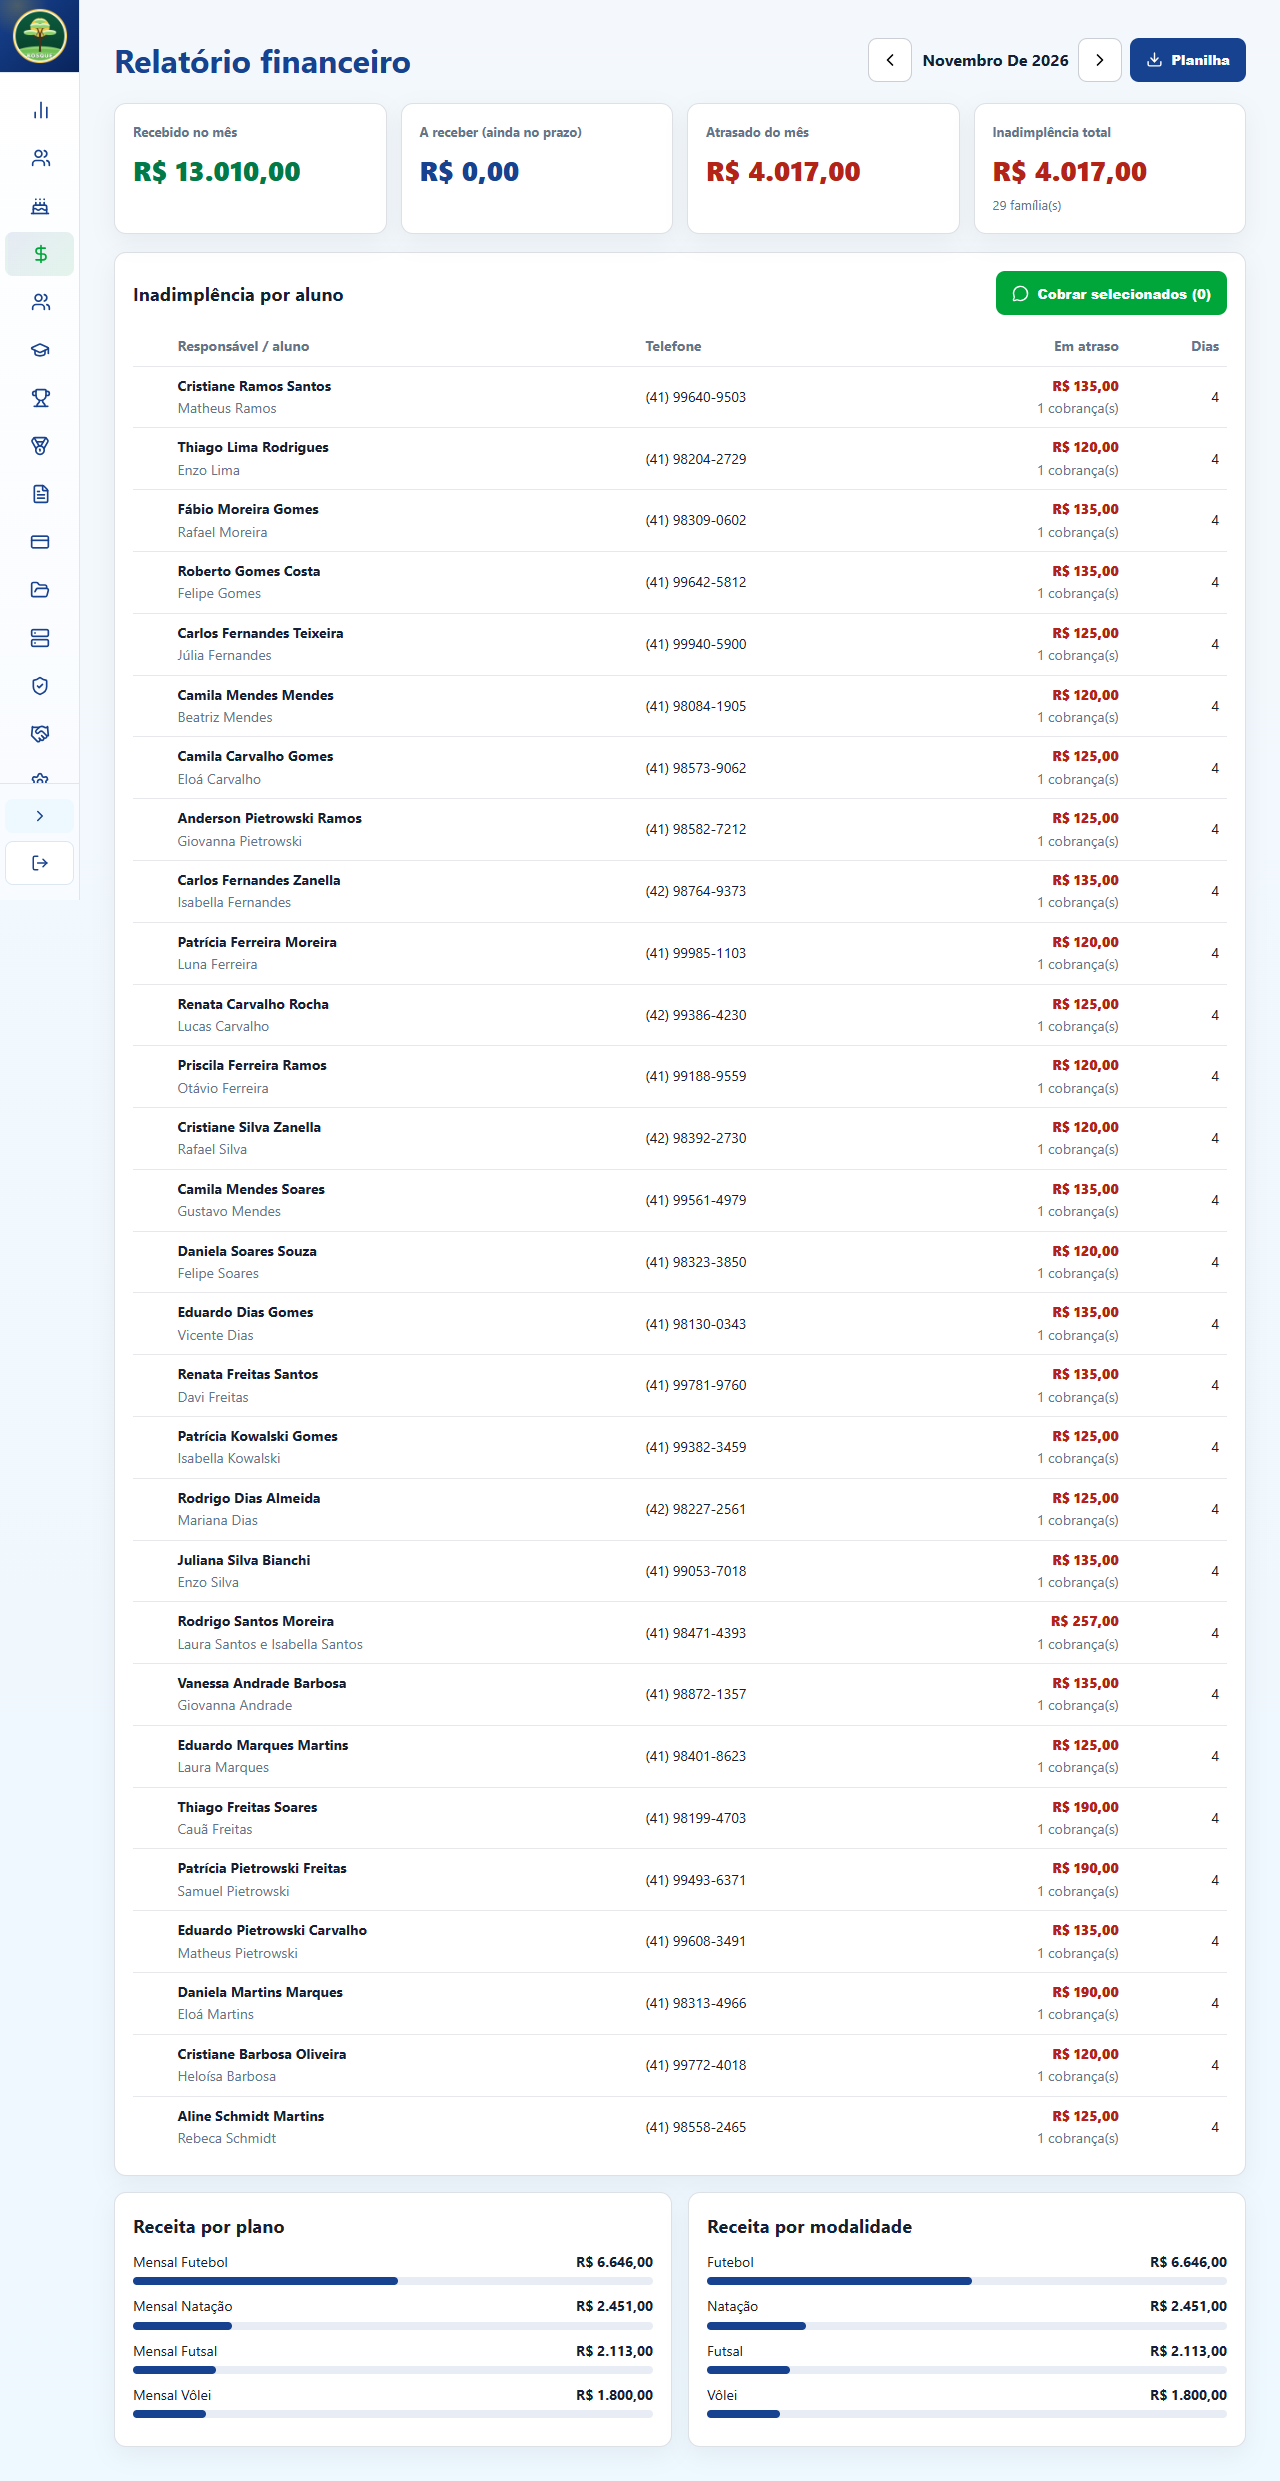 BOSQUE
Relatório financeiro
Novembro De 2026
Planilha
Recebido no mês
R$ 13.010,00
A receber (ainda no prazo)
R$ 0,00
Atrasado do mês
R$ 4.017,00
Inadimplência total
R$ 4.017,00
29 família(s)
Inadimplência por aluno
Cobrar selecionados (0)
Responsável / aluno Telefone Em atraso Dias
Cristiane Ramos Santos
Matheus Ramos
(41) 99640-9503
R$ 135,00
1 cobrança(s)
4
Thiago Lima Rodrigues
Enzo Lima
(41) 98204-2729
R$ 120,00
1 cobrança(s)
4
Fábio Moreira Gomes
Rafael Moreira
(41) 98309-0602
R$ 135,00
1 cobrança(s)
4
Roberto Gomes Costa
Felipe Gomes
(41) 99642-5812
R$ 135,00
1 cobrança(s)
4
Carlos Fernandes Teixeira
Júlia Fernandes
(41) 99940-5900
R$ 125,00
1 cobrança(s)
4
Camila Mendes Mendes
Beatriz Mendes
(41) 98084-1905
R$ 120,00
1 cobrança(s)
4
Camila Carvalho Gomes
Eloá Carvalho
(41) 98573-9062
R$ 125,00
1 cobrança(s)
4
Anderson Pietrowski Ramos
Giovanna Pietrowski
(41) 98582-7212
R$ 125,00
1 cobrança(s)
4
Carlos Fernandes Zanella
Isabella Fernandes
(42) 98764-9373
R$ 135,00
1 cobrança(s)
4
Patrícia Ferreira Moreira
Luna Ferreira
(41) 99985-1103
R$ 120,00
1 cobrança(s)
4
Renata Carvalho Rocha
Lucas Carvalho
(42) 99386-4230
R$ 125,00
1 cobrança(s)
4
Priscila Ferreira Ramos
Otávio Ferreira
(41) 99188-9559
R$ 120,00
1 cobrança(s)
4
Cristiane Silva Zanella
Rafael Silva
(42) 98392-2730
R$ 120,00
1 cobrança(s)
4
Camila Mendes Soares
Gustavo Mendes
(41) 99561-4979
R$ 135,00
1 cobrança(s)
4
Daniela Soares Souza
Felipe Soares
(41) 98323-3850
R$ 120,00
1 cobrança(s)
4
Eduardo Dias Gomes
Vicente Dias
(41) 98130-0343
R$ 135,00
1 cobrança(s)
4
Renata Freitas Santos
Davi Freitas
(41) 99781-9760
R$ 135,00
1 cobrança(s)
4
Patrícia Kowalski Gomes
Isabella Kowalski
(41) 99382-3459
R$ 125,00
1 cobrança(s)
4
Rodrigo Dias Almeida
Mariana Dias
(42) 98227-2561
R$ 125,00
1 cobrança(s)
4
Juliana Silva Bianchi
Enzo Silva
(41) 99053-7018
R$ 135,00
1 cobrança(s)
4
Rodrigo Santos Moreira
Laura Santos e Isabella Santos
(41) 98471-4393
R$ 257,00
1 cobrança(s)
4
Vanessa Andrade Barbosa
Giovanna Andrade
(41) 98872-1357
R$ 135,00
1 cobrança(s)
4
Eduardo Marques Martins
Laura Marques
(41) 98401-8623
R$ 125,00
1 cobrança(s)
4
Thiago Freitas Soares
Cauã Freitas
(41) 98199-4703
R$ 190,00
1 cobrança(s)
4
Patrícia Pietrowski Freitas
Samuel Pietrowski
(41) 99493-6371
R$ 190,00
1 cobrança(s)
4
Eduardo Pietrowski Carvalho
Matheus Pietrowski
(41) 99608-3491
R$ 135,00
1 cobrança(s)
4
Daniela Martins Marques
Eloá Martins
(41) 98313-4966
R$ 190,00
1 cobrança(s)
4
Cristiane Barbosa Oliveira
Heloísa Barbosa
(41) 99772-4018
R$ 120,00
1 cobrança(s)
4
Aline Schmidt Martins
Rebeca Schmidt
(41) 98558-2465
R$ 125,00
1 cobrança(s)
4
Receita por plano
Mensal Futebol R$ 6.646,00
Mensal Natação R$ 2.451,00
Mensal Futsal R$ 2.113,00
Mensal Vôlei R$ 1.800,00
Receita por modalidade
Futebol R$ 6.646,00
Natação R$ 2.451,00
Futsal R$ 2.113,00
Vôlei R$ 1.800,00